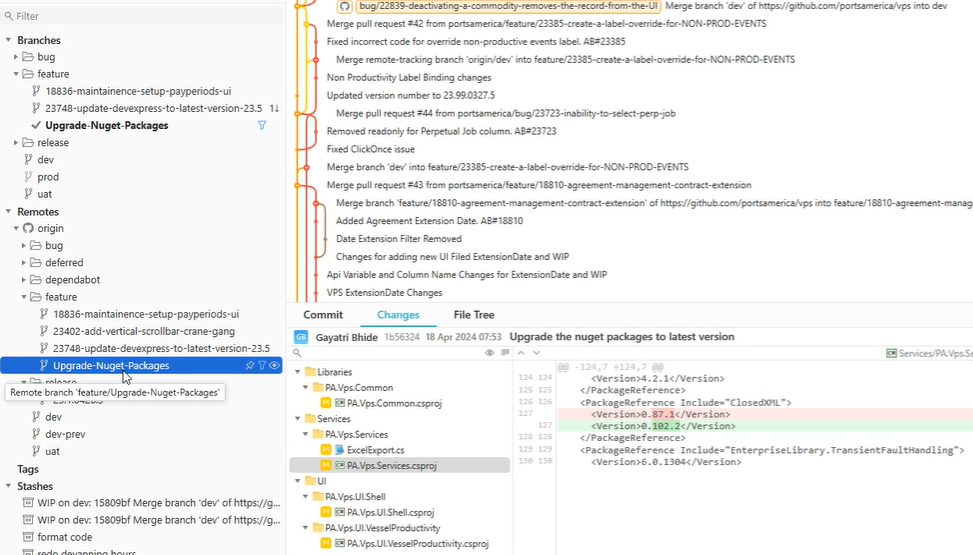 Filter
Branches
bug
feature
18836-maintainence-setup-payperiods-ui
23748-update-devexpress-to-latest-version-23.5 1↓
Upgrade-Nuget-Packages
release
dev
prod
uat
Remotes
origin
bug
deferred
dependabot
feature
18836-maintainence-setup-payperiods-ui
23402-add-vertical-scrollbar-crane-gang
23748-update-devexpress-to-latest-version-23.5
Upgrade-Nuget-Packages
release
Remote branch 'feature/Upgrade-Nuget-Packages'
dev
dev-prev
uat
Tags
Stashes
WIP on dev: 15809bf Merge branch 'dev' of https://g...
WIP on dev: 15809bf Merge branch 'dev' of https://g...
format code
redo devanning hours
bug/22839-deactivating-a-commodity-removes-the-record-from-the-UI Merge branch 'dev' of https://github.com/portsamerica/vps into dev
Merge pull request #42 from portsamerica/feature/23385-create-a-label-override-for-NON-PROD-EVENTS
Fixed incorrect code for override non-productive events label. AB#23385
Merge remote-tracking branch 'origin/dev' into feature/23385-create-a-label-override-for-NON-PROD-EVENTS
Non Productivity Label Binding changes
Updated version number to 23.99.0327.5
Merge pull request #44 from portsamerica/bug/23723-inability-to-select-perp-job
Removed readonly for Perpetual Job column. AB#23723
Fixed ClickOnce issue
Merge branch 'dev' into feature/23385-create-a-label-override-for-NON-PROD-EVENTS
Merge pull request #43 from portsamerica/feature/18810-agreement-management-contract-extension
Merge branch 'feature/18810-agreement-management-contract-extension' of https://github.com/portsamerica/vps into feature/18810-agreement-manage
Added Agreement Extension Date. AB#18810
Date Extension Filter Removed
Changes for adding new UI Filed ExtensionDate and WIP
Api Variable and Column Name Changes for ExtensionDate and WIP
VPS ExtensionDate Changes
Commit Changes File Tree
GB Gayatri Bhide 1b56324 18 Apr 2024 07:53 Upgrade the nuget packages to latest version
Services/PA.Vps.Se
Libraries
PA.Vps.Common
M PA.Vps.Common.csproj
Services
PA.Vps.Services
M ExcelExport.cs
M PA.Vps.Services.csproj
UI
PA.Vps.UI.Shell
M PA.Vps.UI.Shell.csproj
PA.Vps.UI.VesselProductivity
M PA.Vps.UI.VesselProductivity.csproj
@@ -124,7 +124,7 @@
124 124 <Version>4.2.1</Version>
125 125 </PackageReference>
126 126 <PackageReference Include="ClosedXML">
127 <Version>0.87.1</Version>
127 <Version>0.102.2</Version>
128 128 </PackageReference>
129 129 <PackageReference Include="EnterpriseLibrary.TransientFaultHandling">
130 130 <Version>6.0.1304</Version>